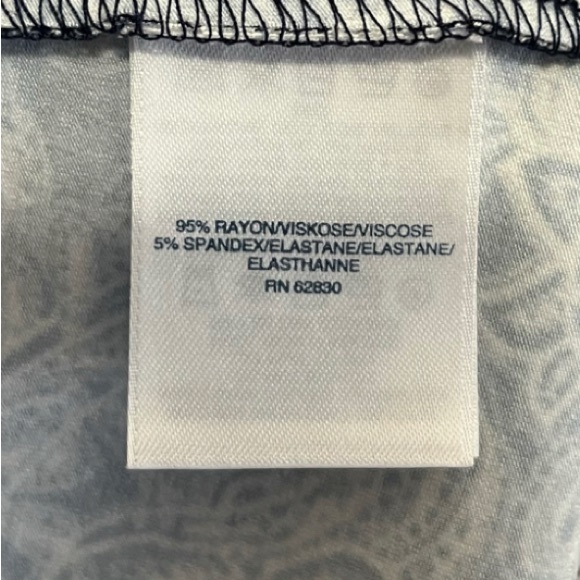 95% RAYON/VISKOSE/VISCOSE
5% SPANDEX/ELASTANE/ELASTANE/
ELASTHANNE
RN 62830